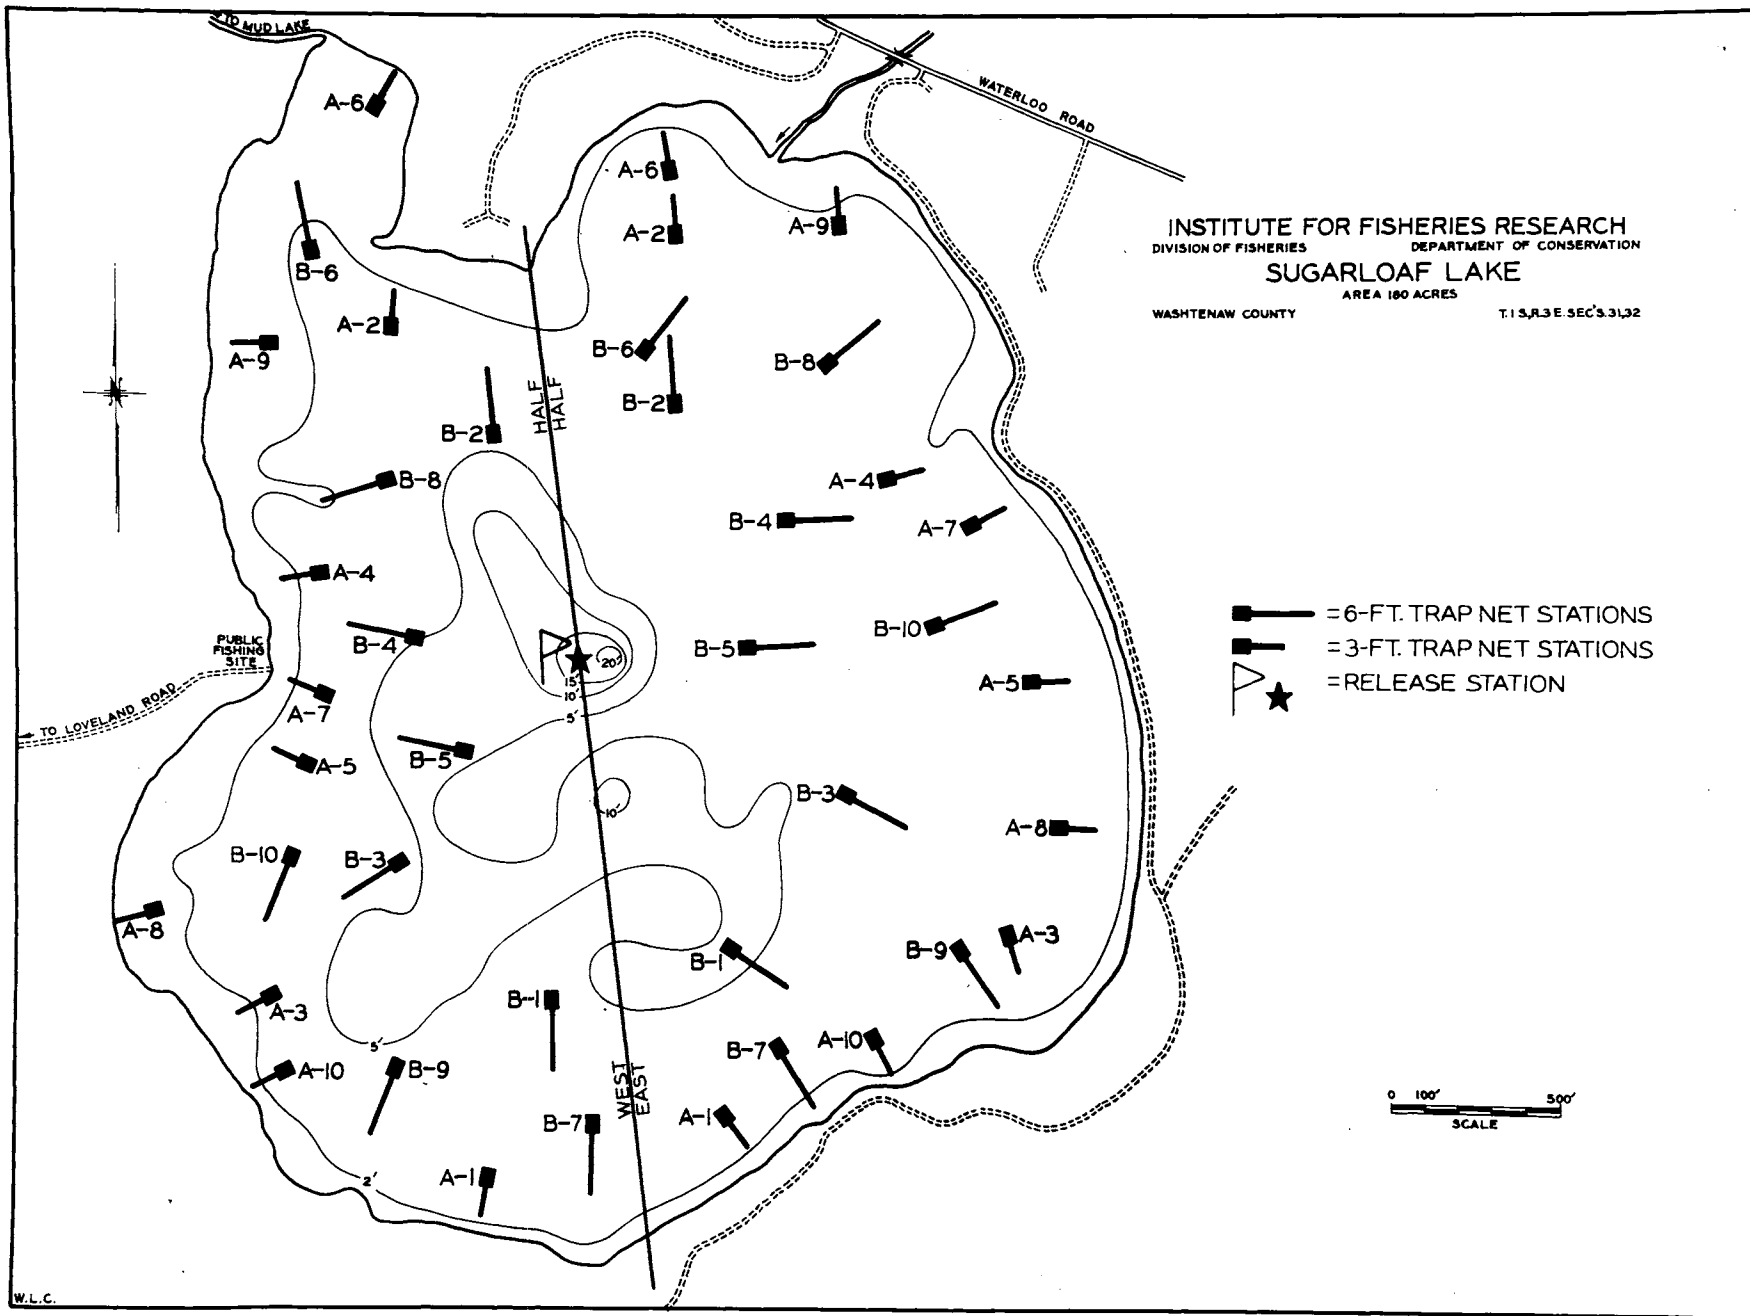 TO MUD LAKE
A-6
WATERLOO ROAD
A-6
A-2
A-9
INSTITUTE FOR FISHERIES RESEARCH
DIVISION OF FISHERIES DEPARTMENT OF CONSERVATION
SUGARLOAF LAKE
AREA 180 ACRES
WASHTENAW COUNTY T.1 S,R.3 E. SEC'S.31,32
B-6
A-2
A-9
B-6
B-8
B-2
HALF
HALF
B-2
B-8
A-4
B-4
A-7
A-4
B-4
B-5
B-10
PUBLIC
FISHING
SITE
20'
15'
10'
5'
A-5
= 6-FT. TRAP NET STATIONS
= 3-FT. TRAP NET STATIONS
= RELEASE STATION
TO LOVELAND ROAD
A-7
A-5
B-5
10'
B-3
A-8
B-10
B-3
A-8
B-1
B-9
A-3
A-3
B-1
5'
A-10
B-9
B-7
A-10
WEST
EAST
B-7
A-1
A-1
2'
0 100' 500'
SCALE
W.L.C.